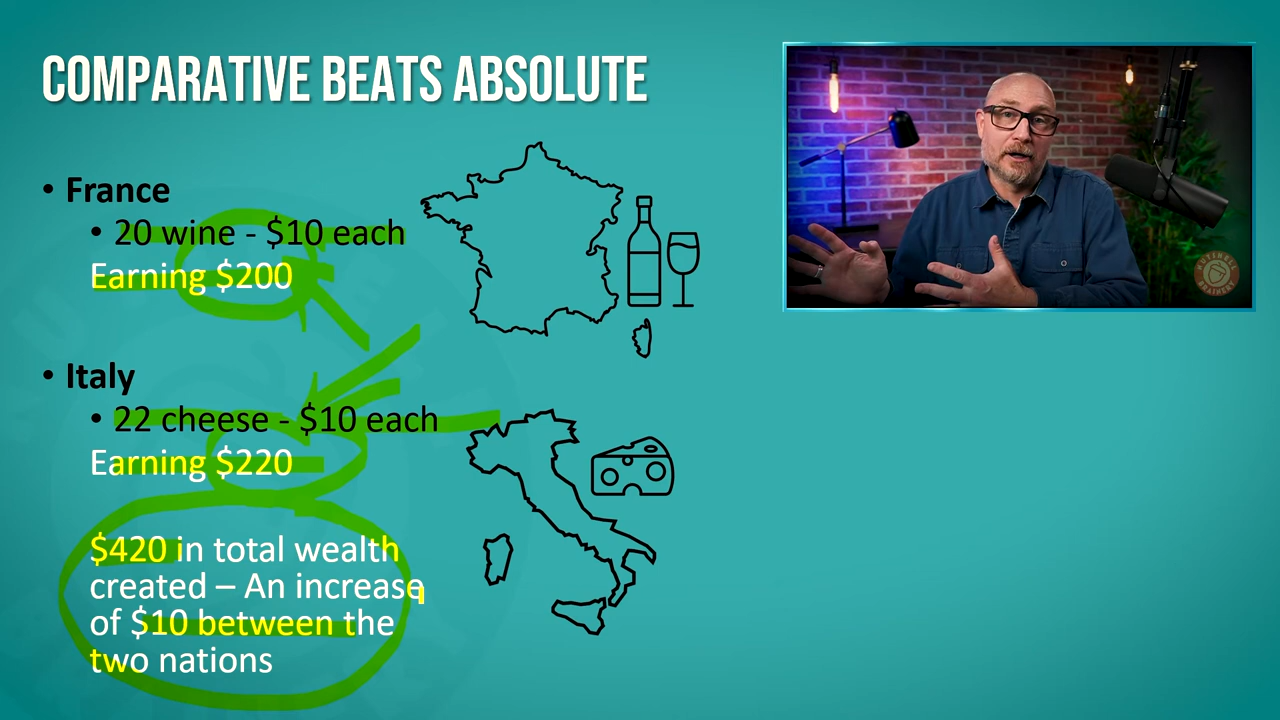 COMPARATIVE BEATS ABSOLUTE
• France
• 20 wine - $10 each
Earning $200
• Italy
• 22 cheese - $10 each
Earning $220
$420 in total wealth
created – An increase
of $10 between the
two nations